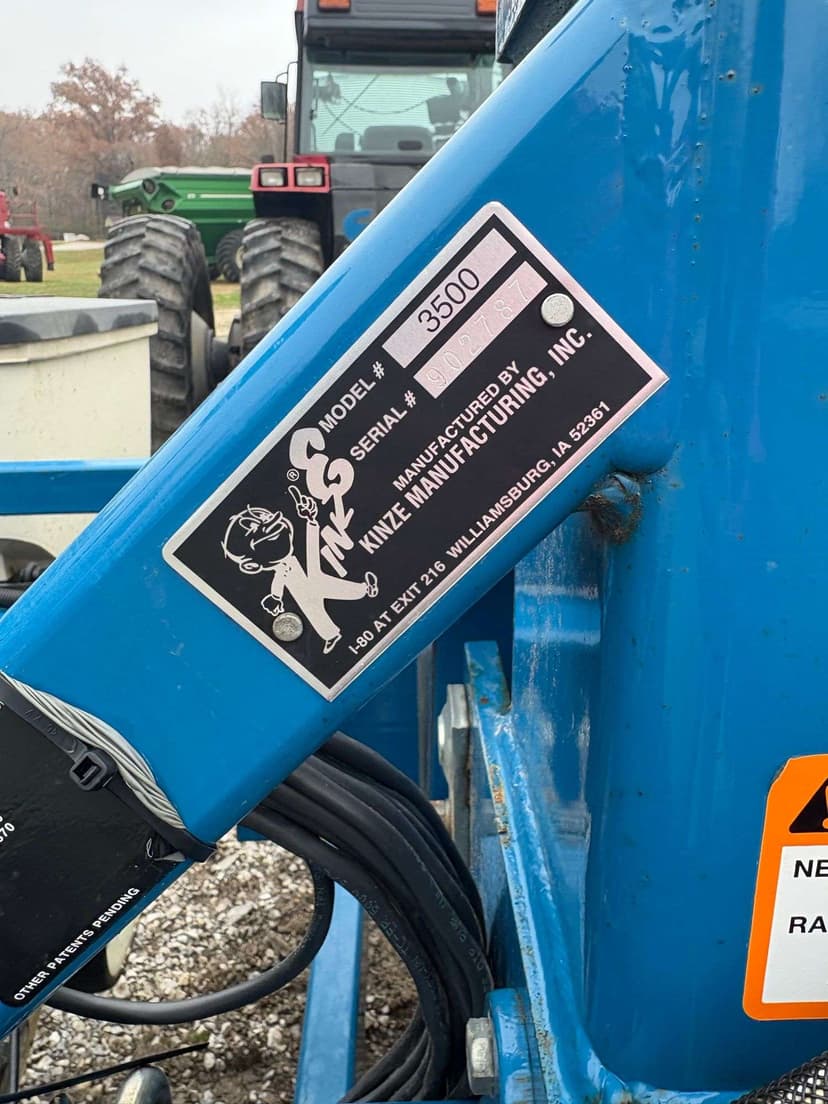 MODEL # 3500
SERIAL # 902787
KINZE ®
MANUFACTURED BY
KINZE MANUFACTURING, INC.
I-80 AT EXIT 216 WILLIAMSBURG, IA 52361
OTHER PATENTS PENDING
NE
RA